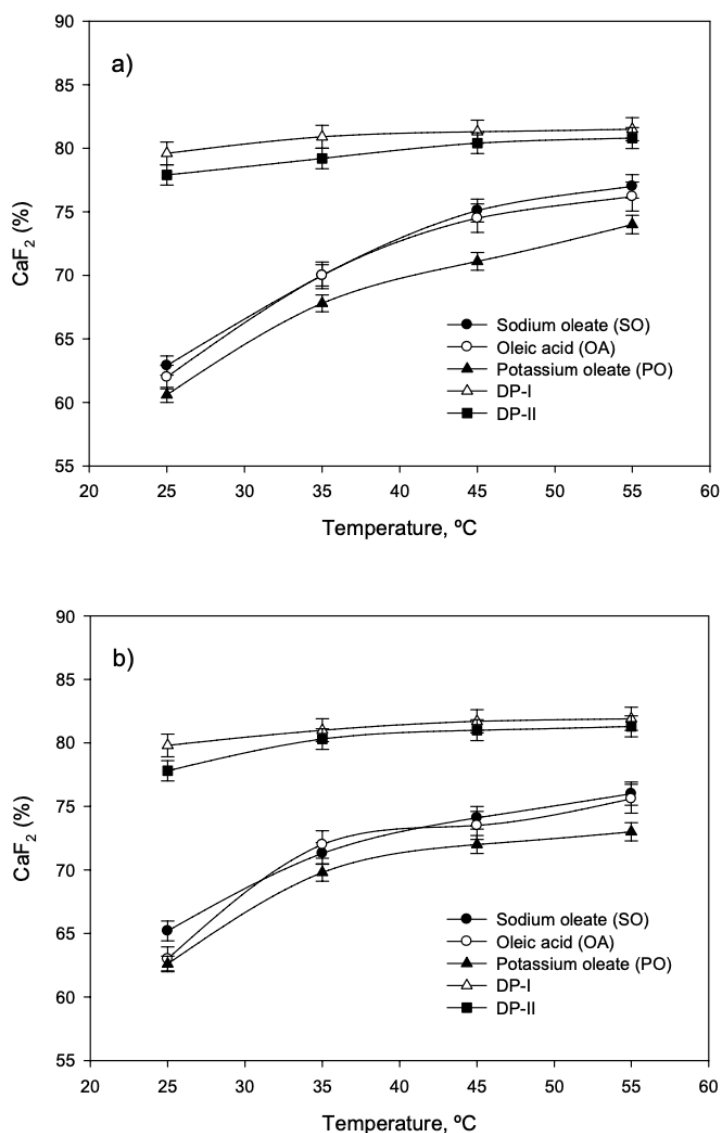 90
a)
85
80
75
CaF₂ (%)
70
65
Sodium oleate (SO)
Oleic acid (OA)
Potassium oleate (PO)
60
DP-I
DP-II
55
20 25 30 35 40 45 50 55 60
Temperature, ºC
90
b)
85
80
75
CaF₂ (%)
70
65
Sodium oleate (SO)
Oleic acid (OA)
Potassium oleate (PO)
60
DP-I
DP-II
55
20 25 30 35 40 45 50 55 60
Temperature, ºC